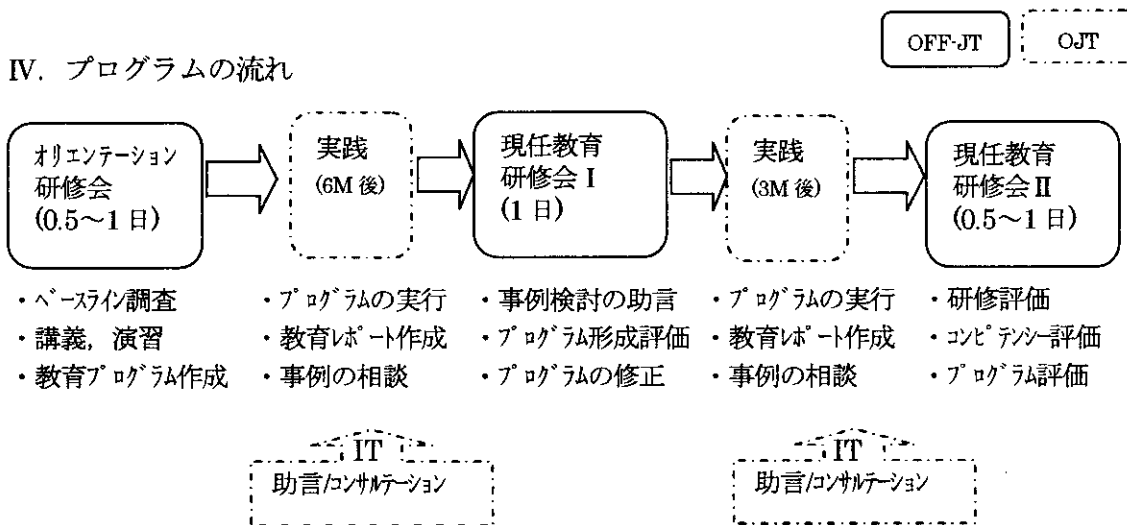 OFF-JT
OJT
Ⅳ. プログラムの流れ
オリエンテーション
研修会
(0.5～1 日)
実践
(6M 後)
現任教育
研修会Ⅰ
(1 日)
実践
(3M 後)
現任教育
研修会Ⅱ
(0.5～1 日)
・ﾍﾞｰｽﾗｲﾝ調査
・講義，演習
・教育ﾌﾟﾛｸﾞﾗﾑ作成
・ﾌﾟﾛｸﾞﾗﾑの実行
・教育ﾚﾎﾟｰﾄ作成
・事例の相談
・事例検討の助言
・ﾌﾟﾛｸﾞﾗﾑ形成評価
・ﾌﾟﾛｸﾞﾗﾑの修正
・ﾌﾟﾛｸﾞﾗﾑの実行
・教育ﾚﾎﾟｰﾄ作成
・事例の相談
・研修評価
・ｺﾝﾋﾟﾃﾝｼｰ評価
・ﾌﾟﾛｸﾞﾗﾑ評価
IT
助言/ｺﾝｻﾙﾃｰｼｮﾝ
IT
助言/ｺﾝｻﾙﾃｰｼｮﾝ